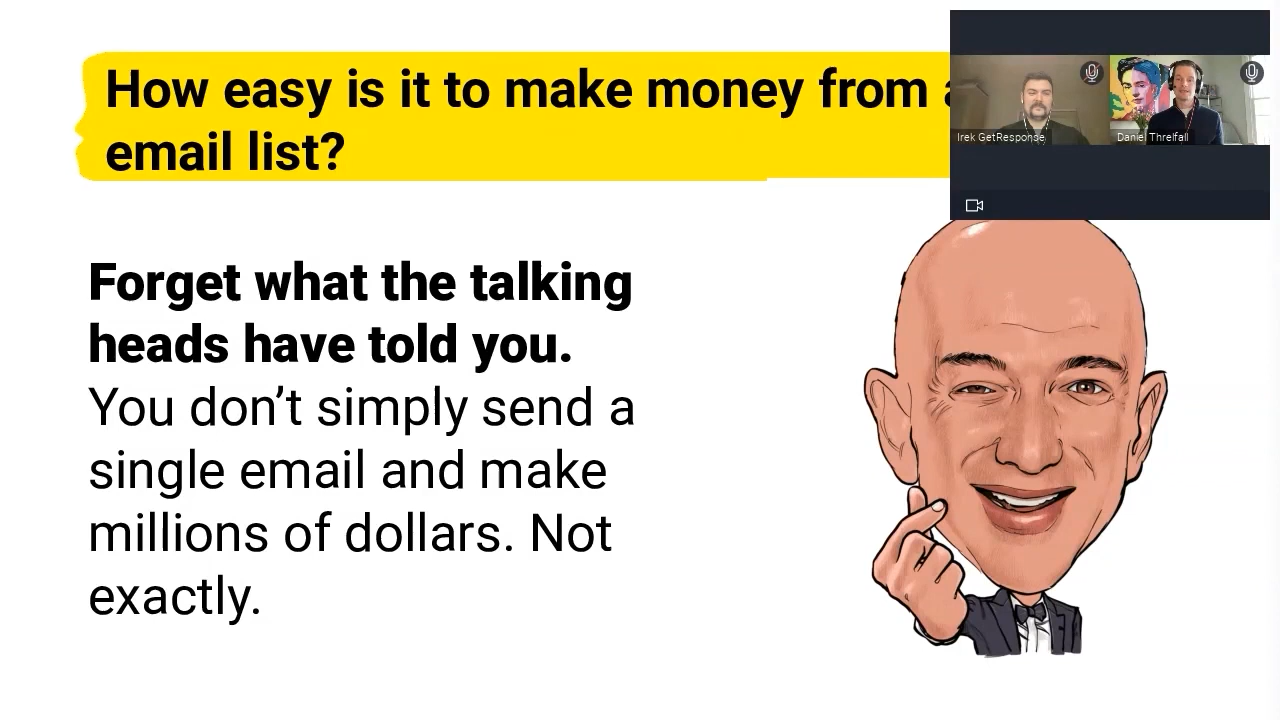 How easy is it to make money from
email list?
Irek GetResponse
Daniel Threlfall
Forget what the talking
heads have told you.
You don’t simply send a
single email and make
millions of dollars. Not
exactly.